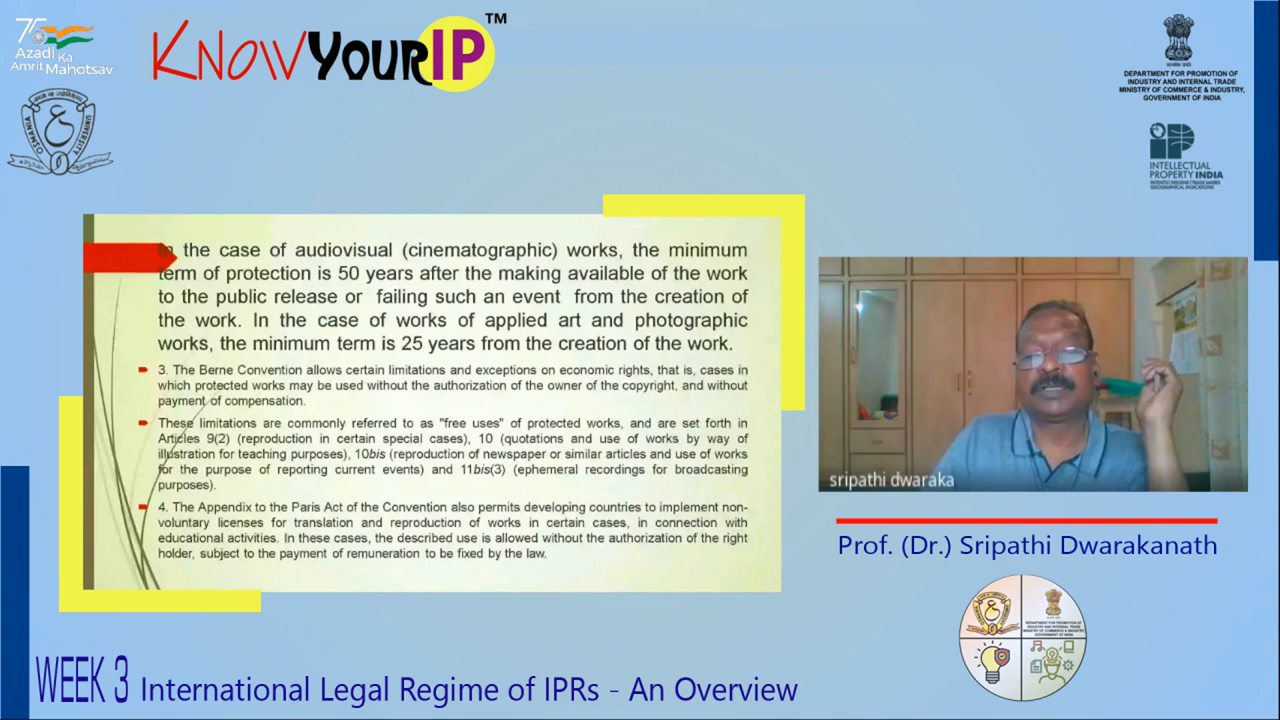 75
Azadi Ka
Amrit Mahotsav
KNOW YOUR IP™
OSMANIA UNIVERSITY
DEPARTMENT FOR PROMOTION OF
INDUSTRY AND INTERNAL TRADE
MINISTRY OF COMMERCE & INDUSTRY,
GOVERNMENT OF INDIA
iP
INTELLECTUAL
PROPERTY INDIA
In the case of audiovisual (cinematographic) works, the minimum
term of protection is 50 years after the making available of the work
to the public release or failing such an event from the creation of
the work. In the case of works of applied art and photographic
works, the minimum term is 25 years from the creation of the work.
3. The Berne Convention allows certain limitations and exceptions on economic rights, that is, cases in
which protected works may be used without the authorization of the owner of the copyright, and without
payment of compensation.
These limitations are commonly referred to as "free uses" of protected works, and are set forth in
Articles 9(2) (reproduction in certain special cases), 10 (quotations and use of works by way of
illustration for teaching purposes), 10bis (reproduction of newspaper or similar articles and use of works
for the purpose of reporting current events) and 11bis(3) (ephemeral recordings for broadcasting
purposes).
4. The Appendix to the Paris Act of the Convention also permits developing countries to implement non-
voluntary licenses for translation and reproduction of works in certain cases, in connection with
educational activities. In these cases, the described use is allowed without the authorization of the right
holder, subject to the payment of remuneration to be fixed by the law.
sripathi dwaraka
Prof. (Dr.) Sripathi Dwarakanath
WEEK 3 International Legal Regime of IPRs - An Overview